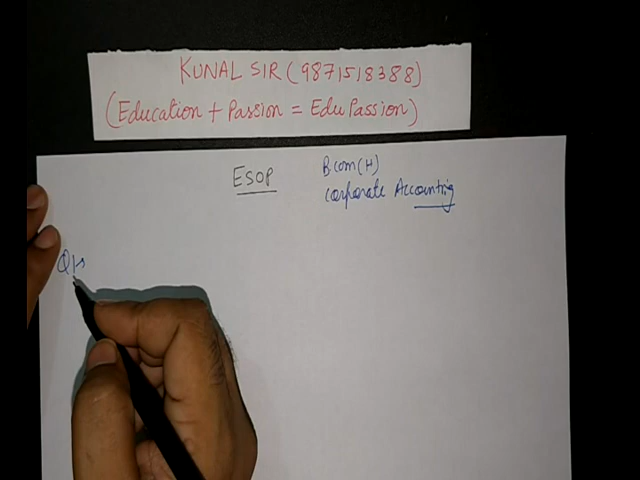 KUNAL SIR (9871518388)
(Education + Passion = EduPassion)
ESOP
B.com(H)
Corporate Accounting
Q1→